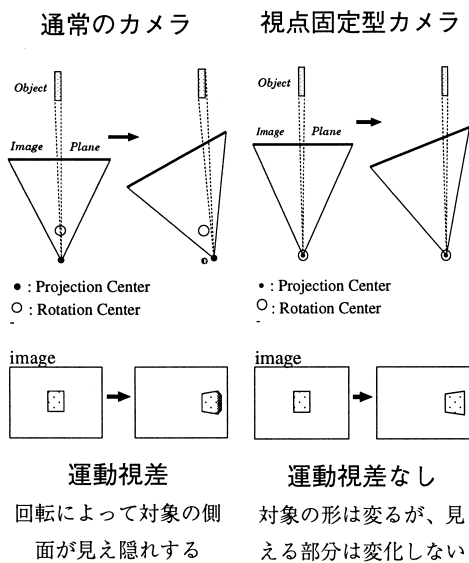 通常のカメラ
Object
Image Plane
● : Projection Center
○ : Rotation Center
image
運動視差
回転によって対象の側
面が見え隠れする
視点固定型カメラ
Object
Image Plane
• : Projection Center
○ : Rotation Center
image
運動視差なし
対象の形は変るが、見
える部分は変化しない